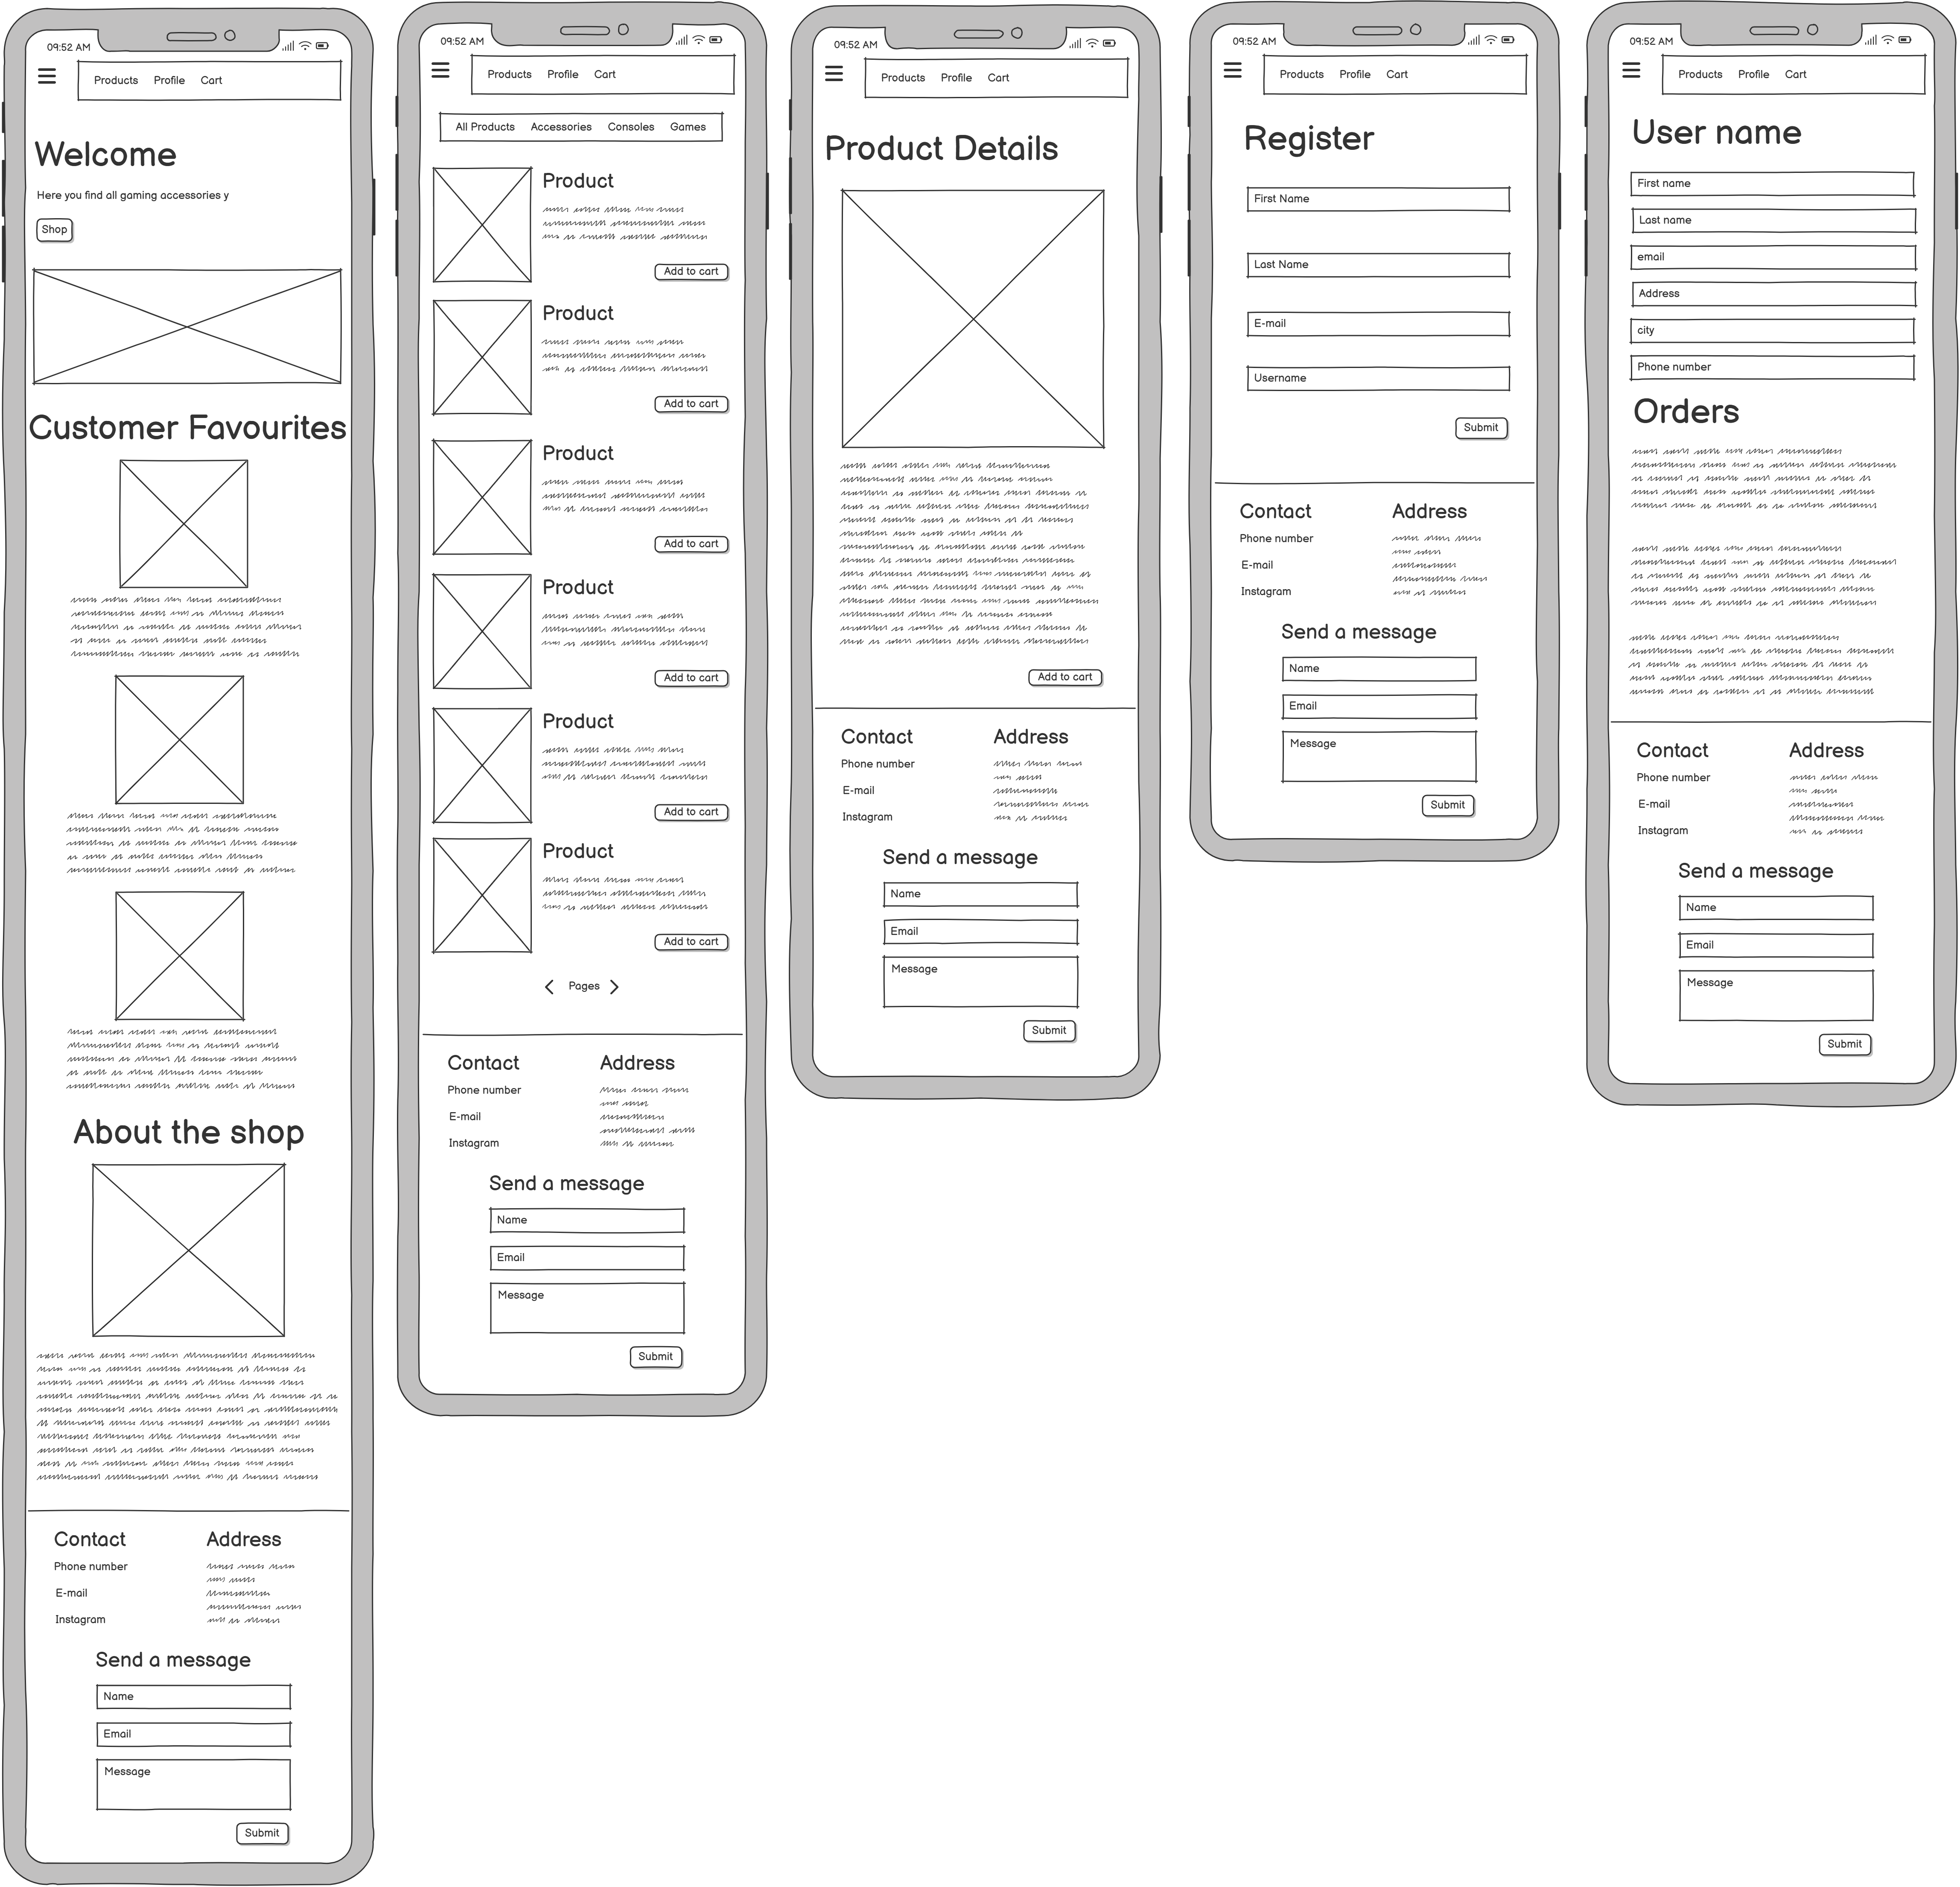 09:52 AM
Products Profile Cart
Welcome
Here you find all gaming accessories y
Shop
Customer Favourites
About the shop
Contact Address
Phone number
E-mail
Instagram
Send a message
Name
Email
Message
Submit
09:52 AM
Products Profile Cart
All Products Accessories Consoles Games
Product
Add to cart
Product
Add to cart
Product
Add to cart
Product
Add to cart
Product
Add to cart
Product
Add to cart
Pages
Contact Address
Phone number
E-mail
Instagram
Send a message
Name
Email
Message
Submit
09:52 AM
Products Profile Cart
Product Details
Add to cart
Contact Address
Phone number
E-mail
Instagram
Send a message
Name
Email
Message
Submit
09:52 AM
Products Profile Cart
Register
First Name
Last Name
E-mail
Username
Submit
Contact Address
Phone number
E-mail
Instagram
Send a message
Name
Email
Message
Submit
09:52 AM
Products Profile Cart
User name
First name
Last name
email
Address
city
Phone number
Orders
Contact Address
Phone number
E-mail
Instagram
Send a message
Name
Email
Message
Submit